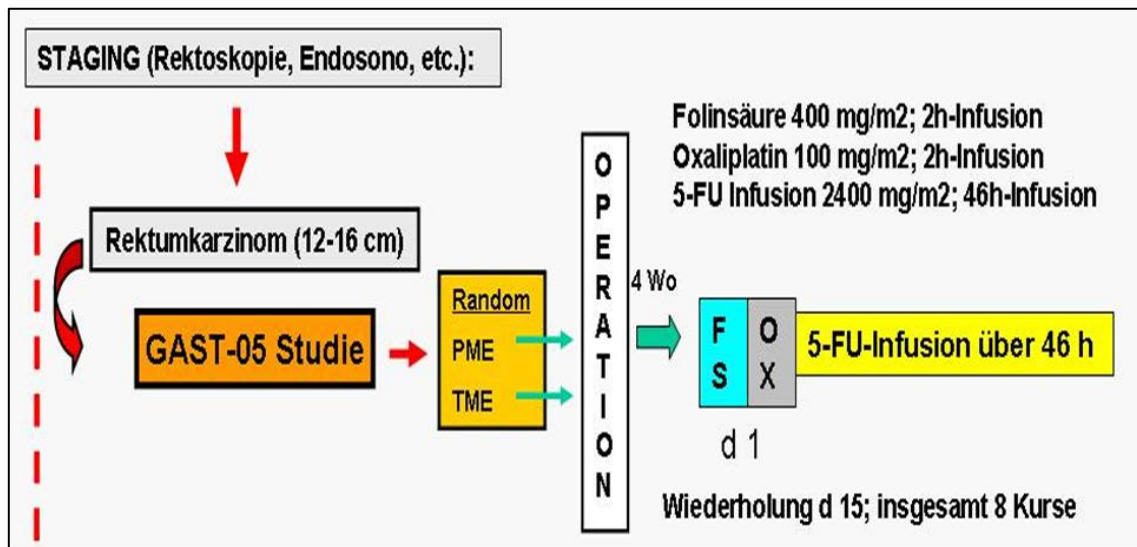 STAGING (Rektoskopie, Endosono, etc.):
Folinsäure 400 mg/m2; 2h-Infusion
Oxaliplatin 100 mg/m2; 2h-Infusion
5-FU Infusion 2400 mg/m2; 46h-Infusion
Rektumkarzinom (12-16 cm)
GAST-05 Studie
Random
PME
TME
OPERATION
4 Wo
FS
OX
5-FU-Infusion über 46 h
d 1
Wiederholung d 15; insgesamt 8 Kurse